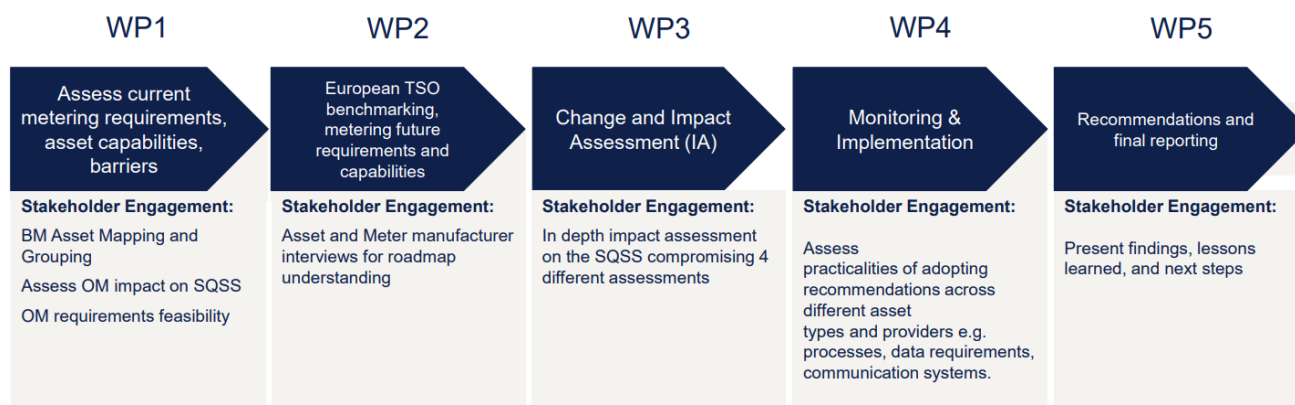 WP1
Assess current
metering requirements,
asset capabilities,
barriers
Stakeholder Engagement:
BM Asset Mapping and
Grouping
Assess OM impact on SQSS
OM requirements feasibility
WP2
European TSO
benchmarking,
metering future
requirements and
capabilities
Stakeholder Engagement:
Asset and Meter manufacturer
interviews for roadmap
understanding
WP3
Change and Impact
Assessment (IA)
Stakeholder Engagement:
In depth impact assessment
on the SQSS compromising 4
different assessments
WP4
Monitoring &
Implementation
Stakeholder Engagement:
Assess
practicalities of adopting
recommendations across
different asset
types and providers e.g.
processes, data requirements,
communication systems.
WP5
Recommendations and
final reporting
Stakeholder Engagement:
Present findings, lessons
learned, and next steps